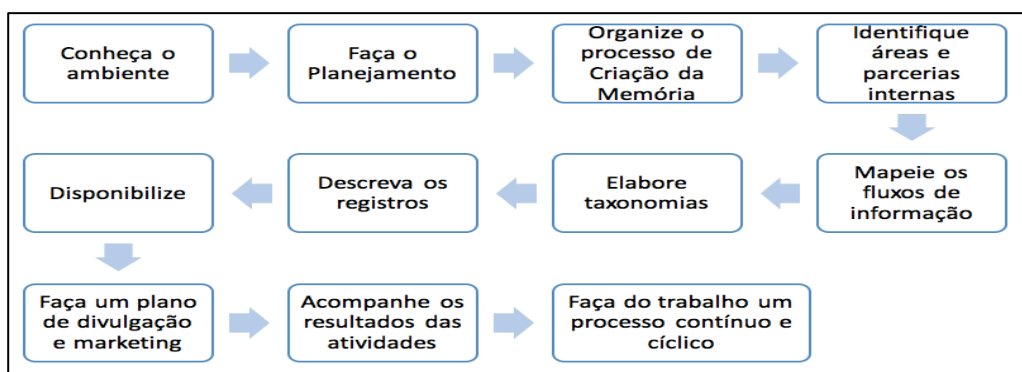 Conheça o
ambiente
Faça o
Planejamento
Organize o
processo de
Criação da
Memória
Identifique
áreas e
parcerias
internas
Mapeie os
fluxos de
informação
Elabore
taxonomias
Descreva os
registros
Disponibilize
Faça um plano
de divulgação
e marketing
Acompanhe os
resultados das
atividades
Faça do trabalho um
processo contínuo e
cíclico